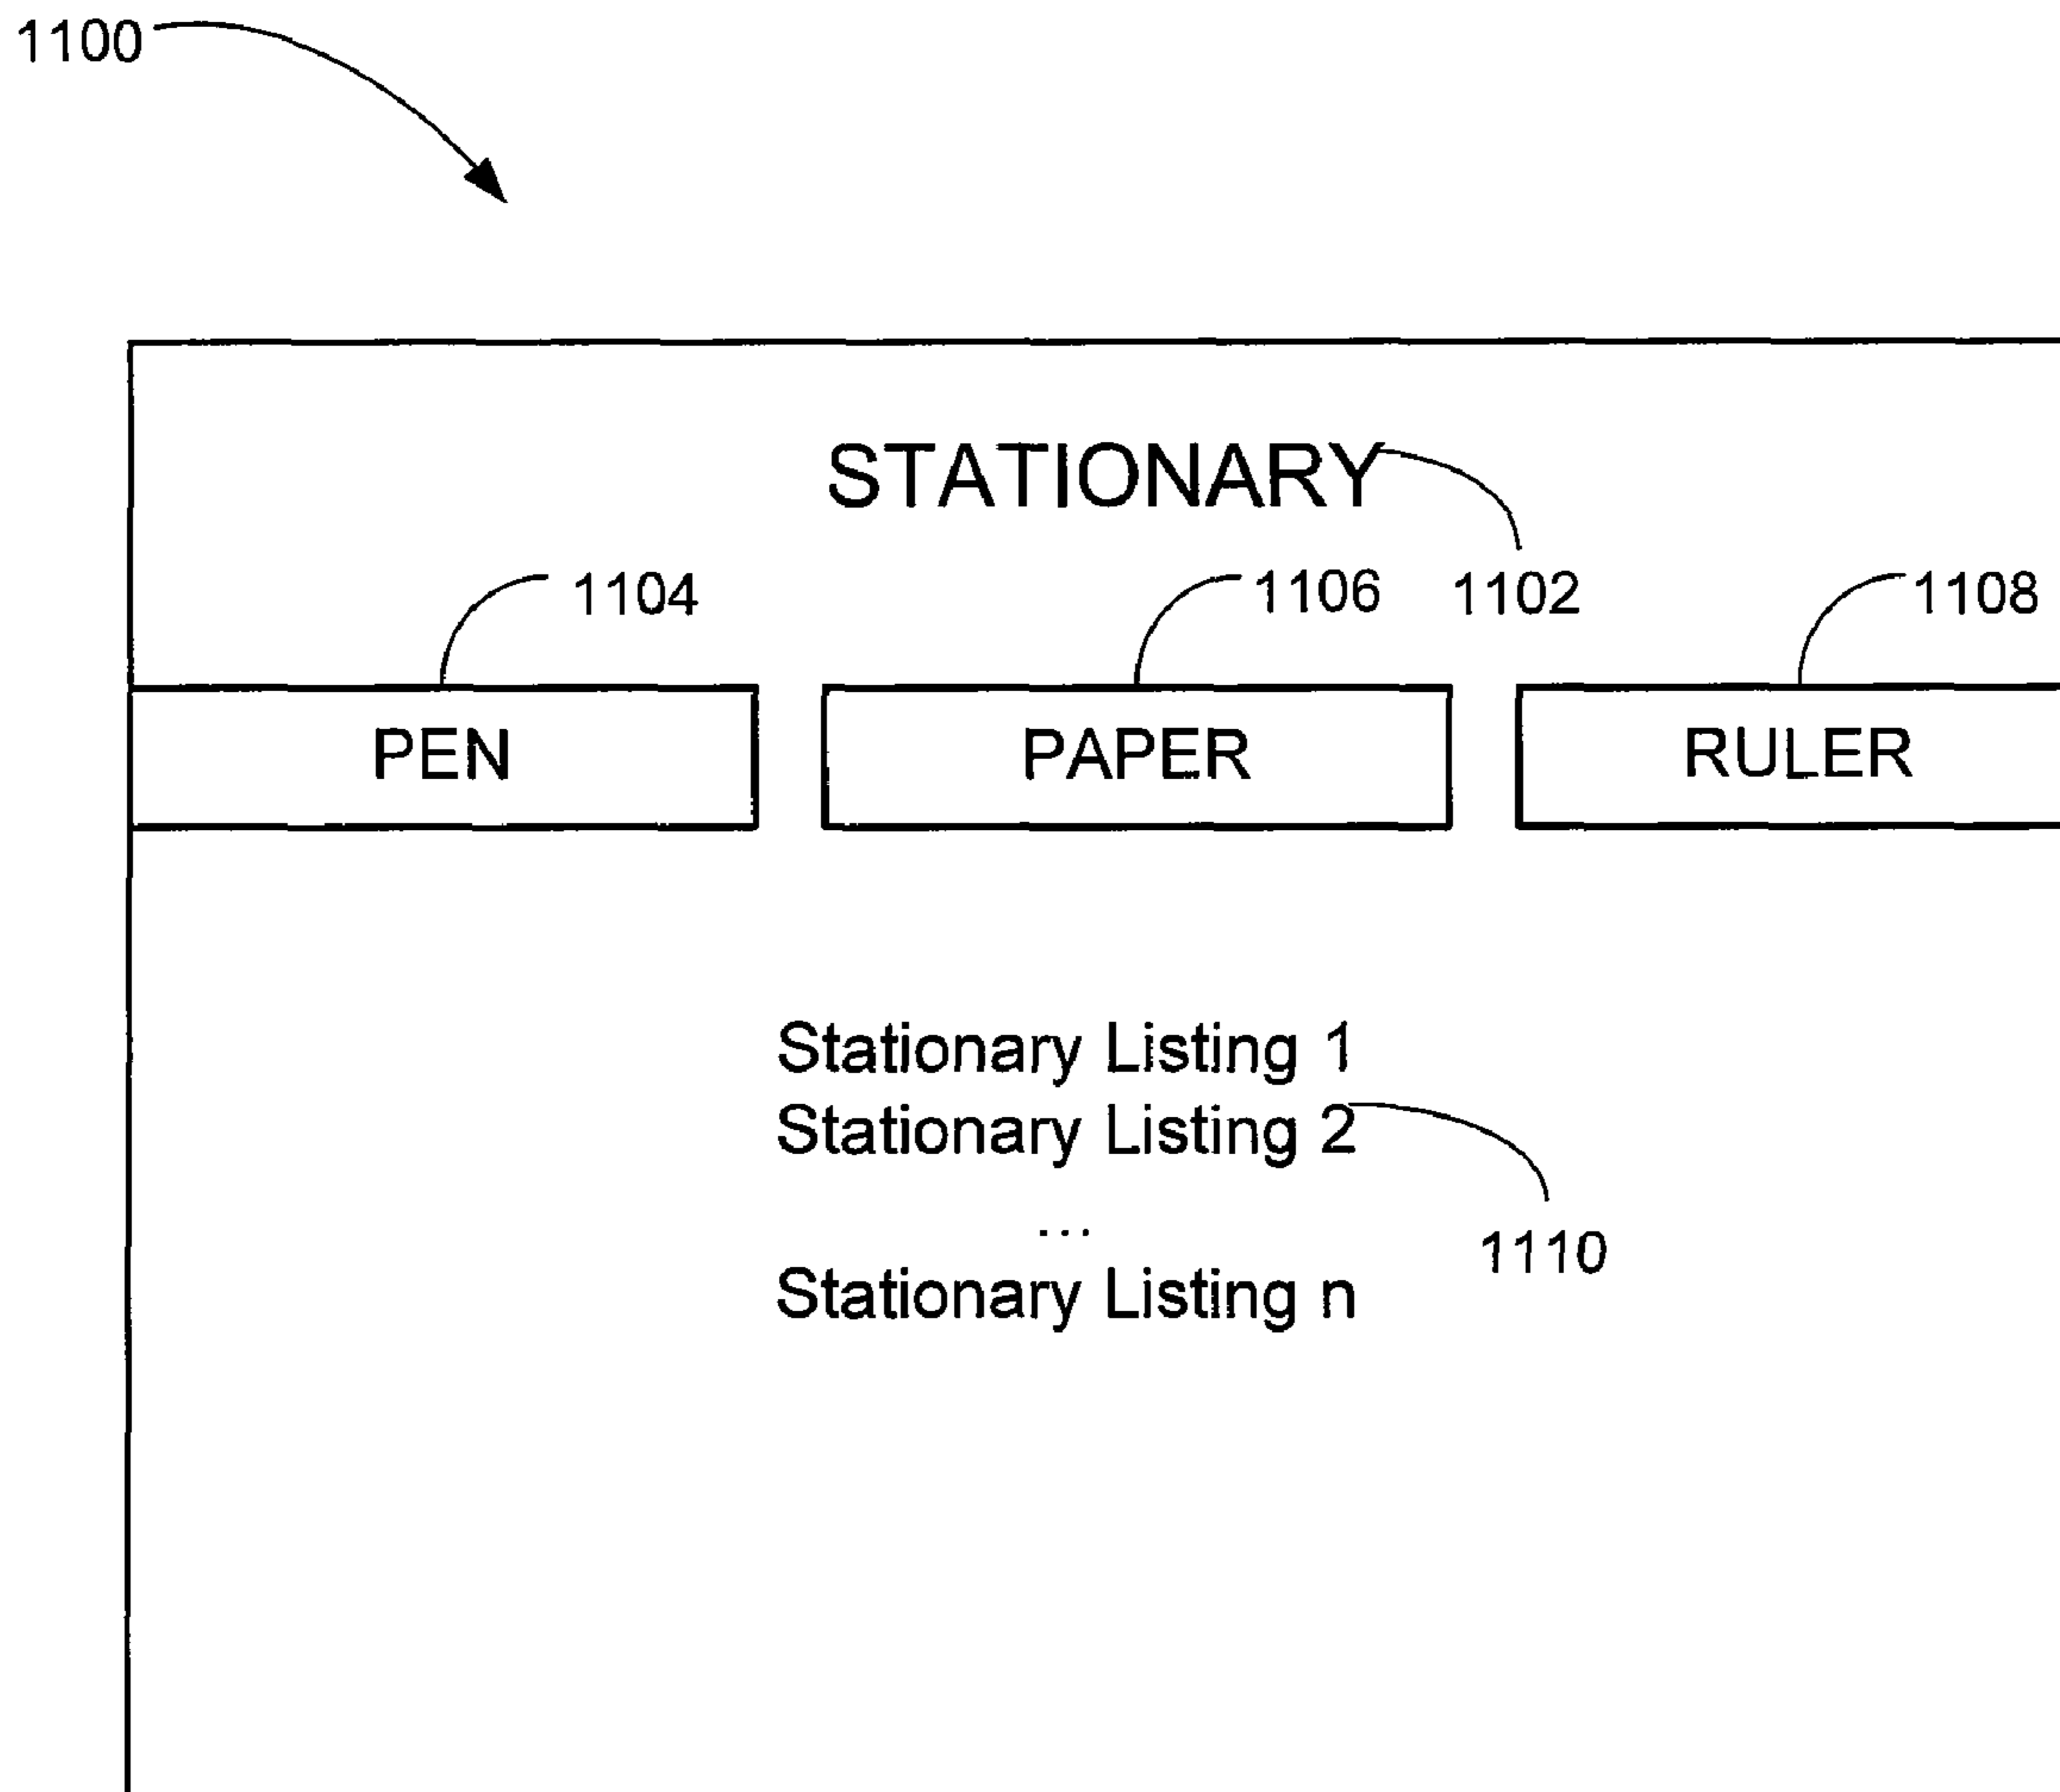 1100
STATIONARY
1104 1106 1102 1108
PEN PAPER RULER
Stationary Listing 1
Stationary Listing 2
...
1110
Stationary Listing n